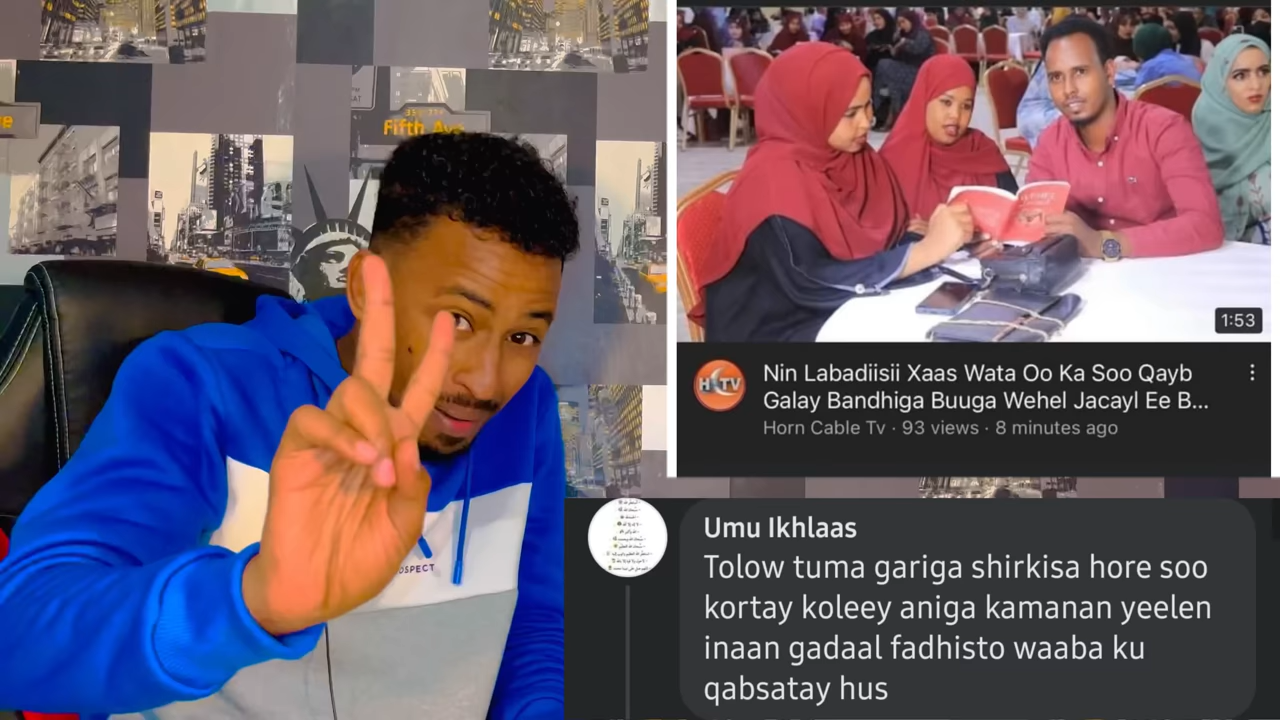 Fifth Ave
1:53
H TV
Nin Labadiisii Xaas Wata Oo Ka Soo Qayb
Galay Bandhiga Buuga Wehel Jacayl Ee B...
Horn Cable Tv · 93 views · 8 minutes ago
Umu Ikhlaas
Tolow tuma gariga shirkisa hore soo
kortay koleey aniga kamanan yeelen
inaan gadaal fadhisto waaba ku
qabsatay hus